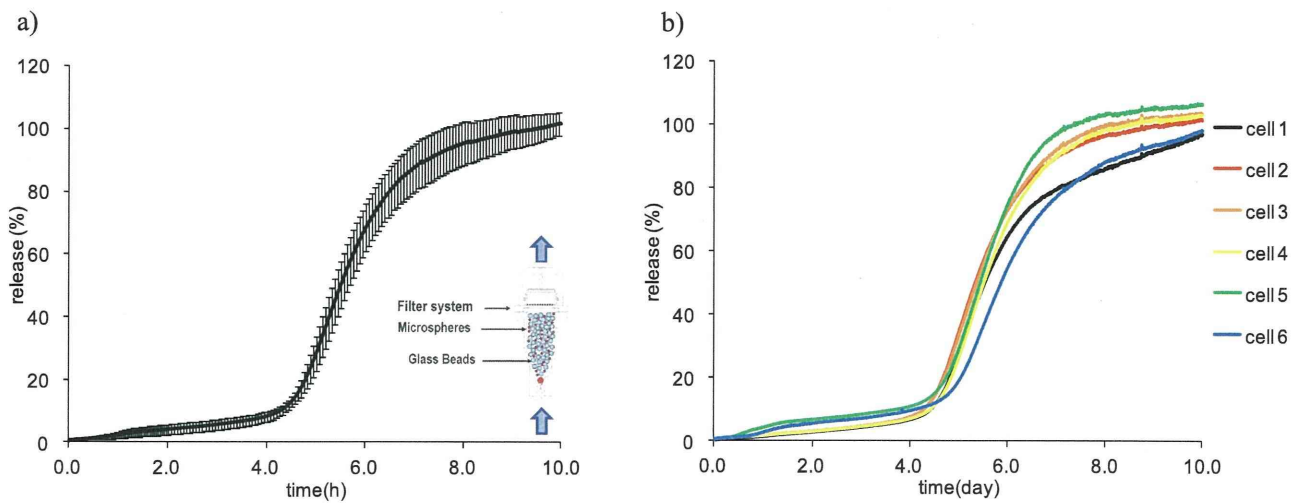 a)
120
100
80
60
40
20
0
release (%)
0.0 2.0 4.0 6.0 8.0 10.0
time(h)
Filter system
Microspheres
Glass Beads
b)
120
100
80
60
40
20
0
release (%)
0.0 2.0 4.0 6.0 8.0 10.0
time(day)
cell 1
cell 2
cell 3
cell 4
cell 5
cell 6